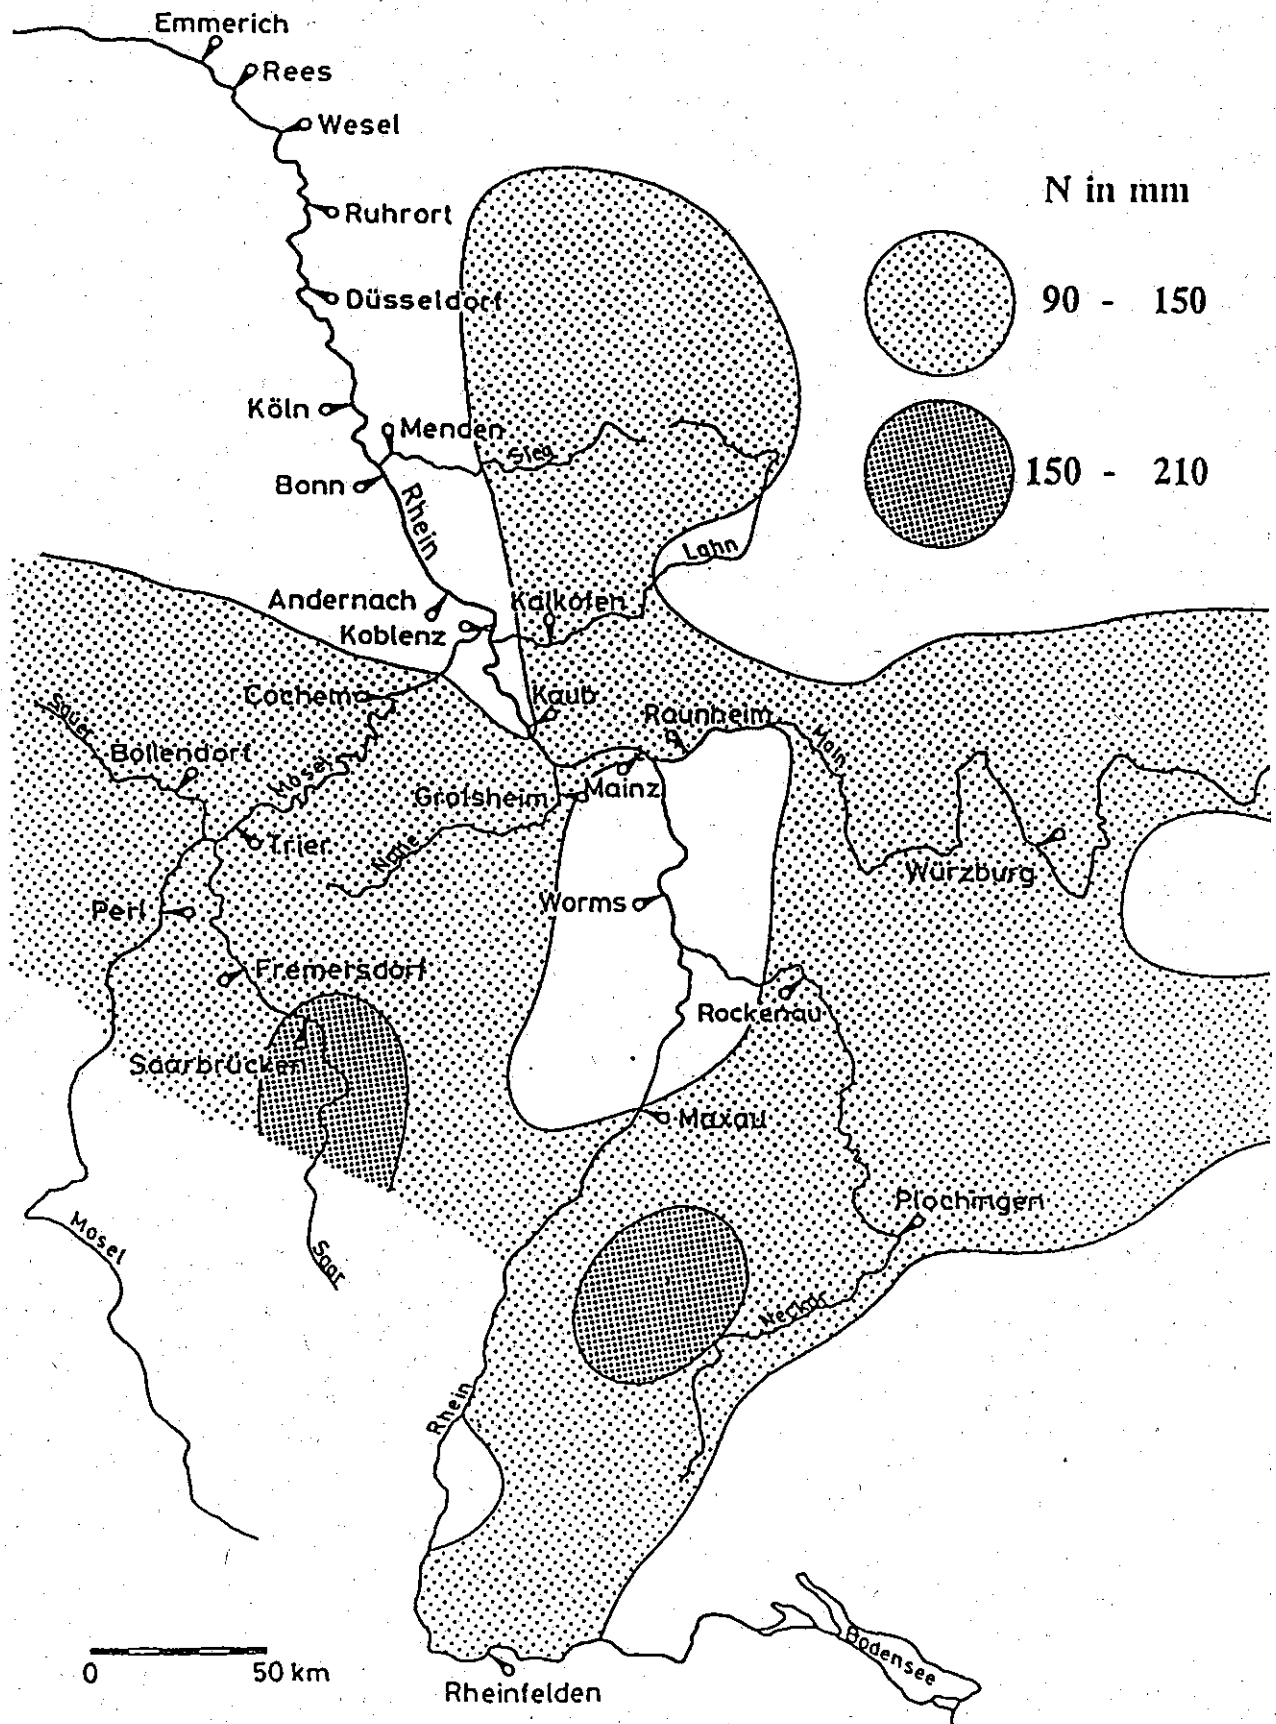 Emmerich
Rees
Wesel
N in mm
Ruhrort
90 - 150
Düsseldorf
Köln
Menden
Sieg
150 - 210
Bonn
Rhein
Lahn
Andernach
Kalkofen
Koblenz
Cochem
Kaub
Sauer
Raunheim
Main
Bollendorf
Mosel
Grolsheim
Mainz
Trier
Nahe
Würzburg
Perl
Worms
Fremersdorf
Rockenau
Saarbrücken
Maxau
Plochingen
Mosel
Saar
Neckar
Rhein
Bodensee
0 50 km
Rheinfelden